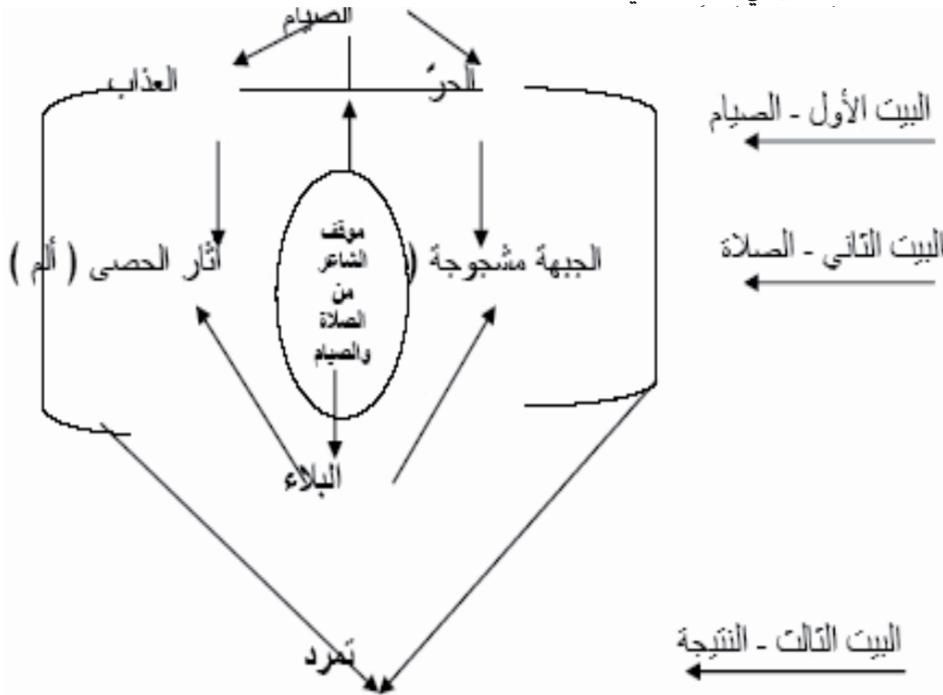 الصيام
الحرّ
العذاب
البيت الأول - الصيام
موقف
الشاعر
من
الصلاة
والصيام
الجبهة مشجوجة (
آثار الحصى ( ألم )
البيت الثاني - الصلاة
البلاء
تمرد
البيت الثالث - النتيجة